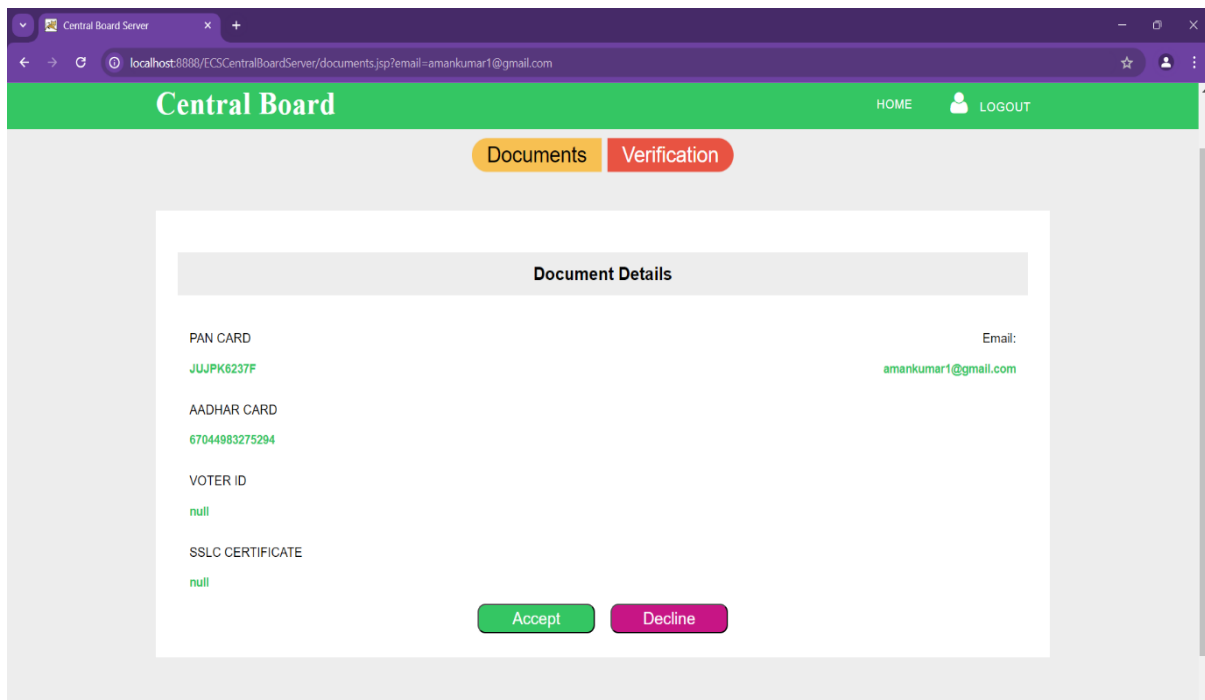 Central Board Server
localhost:8888/ECSCentralBoardServer/documents.jsp?email=amankumar1@gmail.com
Central Board
HOME
LOGOUT
Documents
Verification
Document Details
PAN CARD
Email:
JUJPK6237F
amankumar1@gmail.com
AADHAR CARD
67044983275294
VOTER ID
null
SSLC CERTIFICATE
null
Accept
Decline